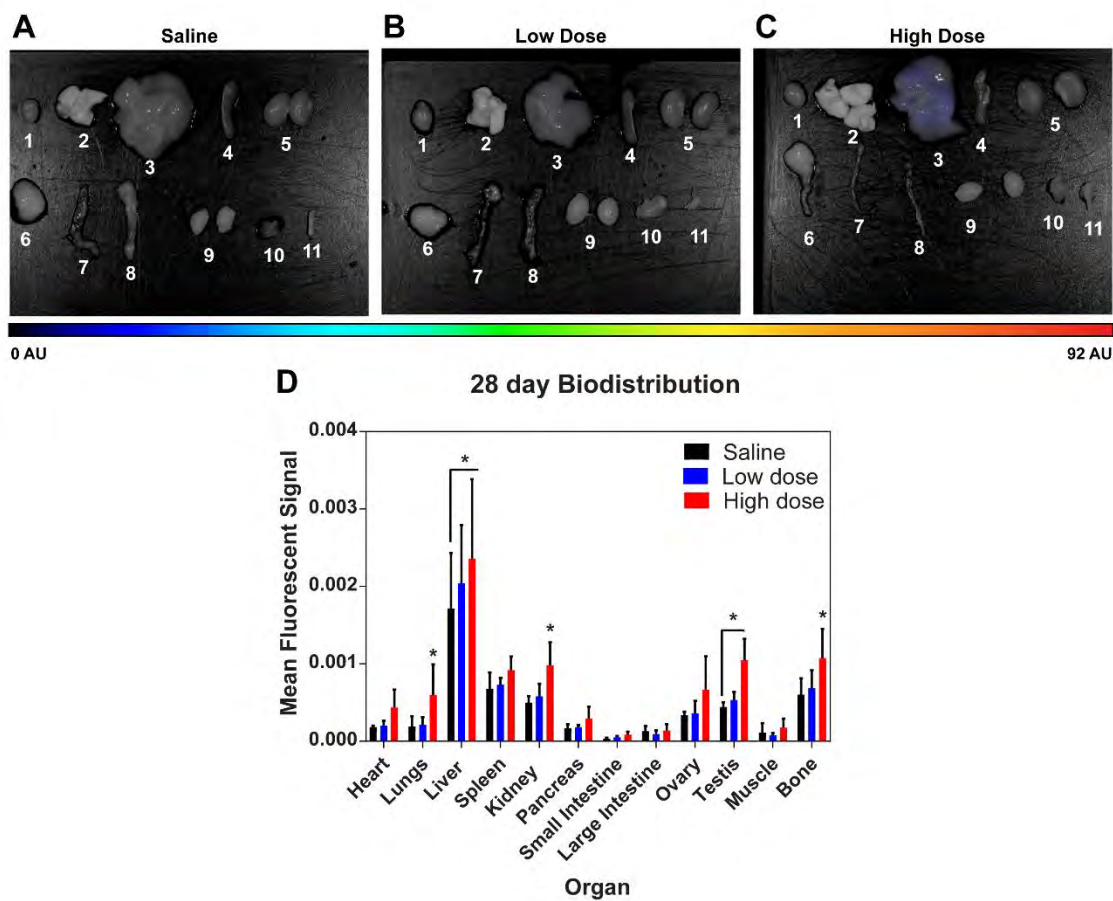 A
Saline
1
2
3
4
5
6
7
8
9
10
11
B
Low Dose
1
2
3
4
5
6
7
8
9
10
11
C
High Dose
1
2
3
4
5
6
7
8
9
10
11
0 AU
92 AU
D
28 day Biodistribution
Mean Fluorescent Signal
0.004
0.003
0.002
0.001
0.000
Saline
Low dose
High dose
*
*
*
*
*
Heart
Lungs
Liver
Spleen
Kidney
Pancreas
Small Intestine
Large Intestine
Ovary
Testis
Muscle
Bone
Organ